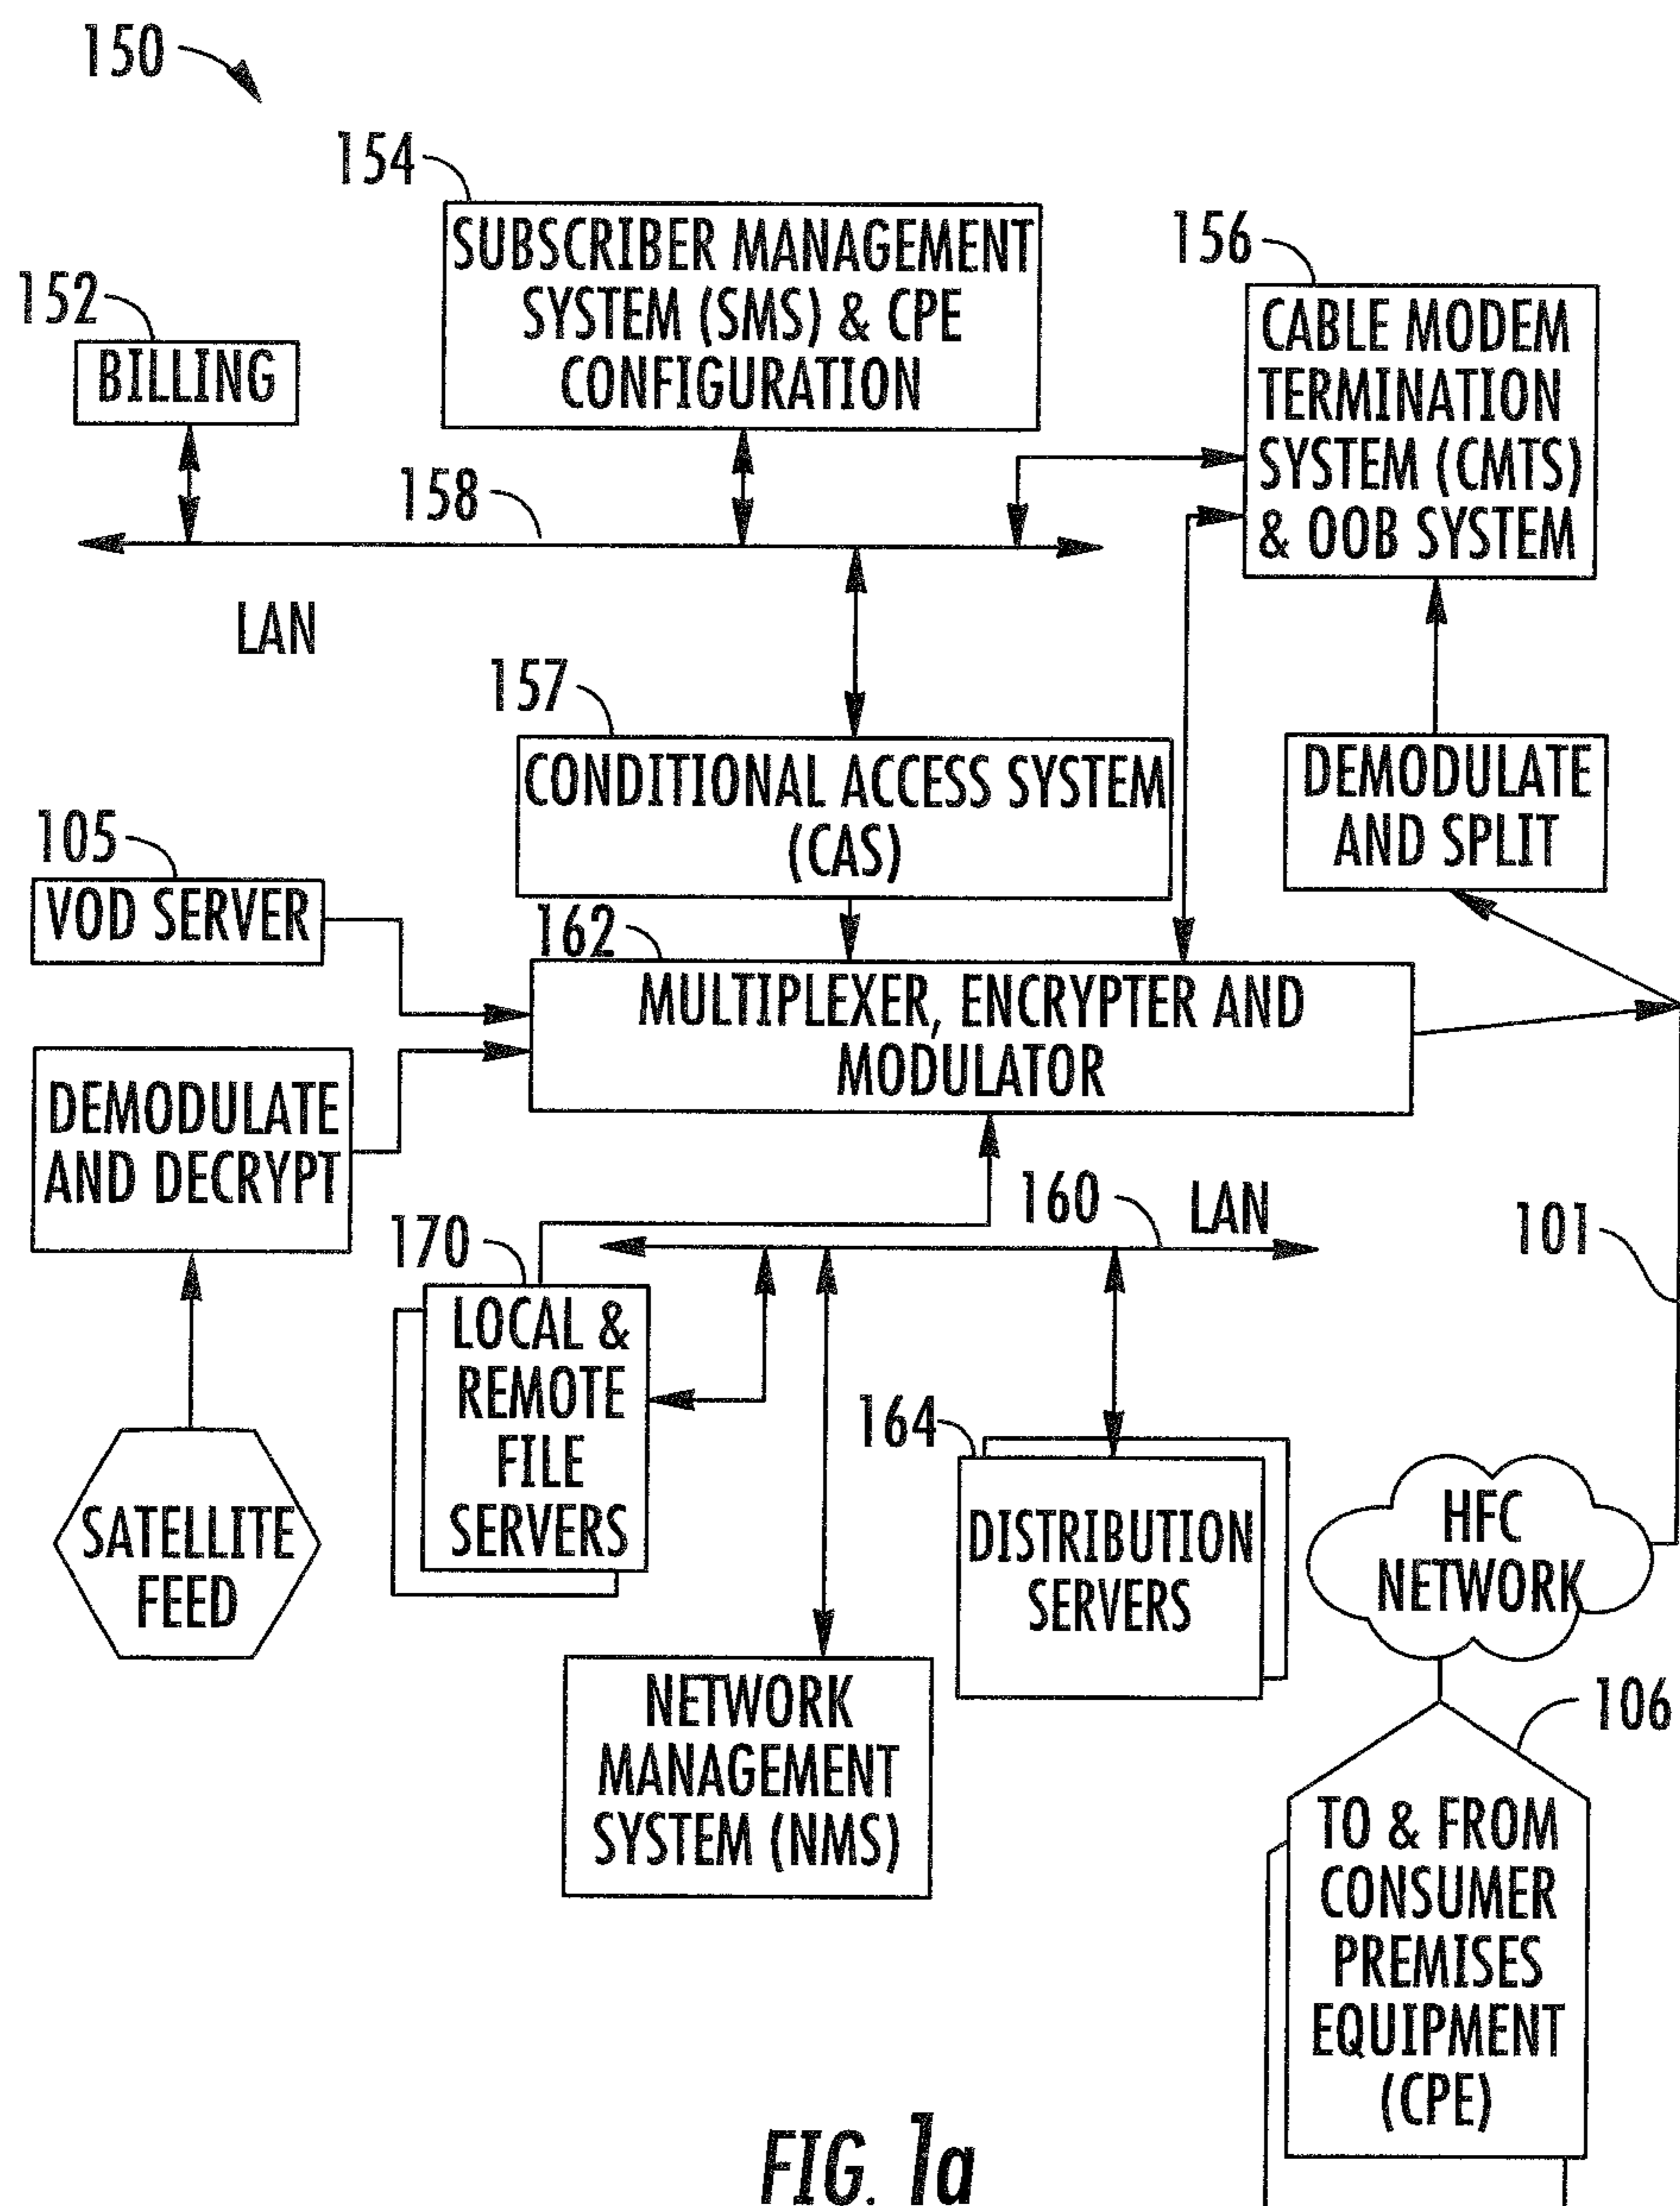 150
154
SUBSCRIBER MANAGEMENT
SYSTEM (SMS) & CPE
CONFIGURATION
156
CABLE MODEM
TERMINATION
SYSTEM (CMTS)
& OOB SYSTEM
152
BILLING
158
LAN
157
CONDITIONAL ACCESS SYSTEM
(CAS)
DEMODULATE
AND SPLIT
105
VOD SERVER
162
MULTIPLEXER, ENCRYPTER AND
MODULATOR
DEMODULATE
AND DECRYPT
160
LAN
101
170
LOCAL &
REMOTE
FILE
SERVERS
164
DISTRIBUTION
SERVERS
SATELLITE
FEED
HFC
NETWORK
NETWORK
MANAGEMENT
SYSTEM (NMS)
106
TO & FROM
CONSUMER
PREMISES
EQUIPMENT
(CPE)
FIG. 1a